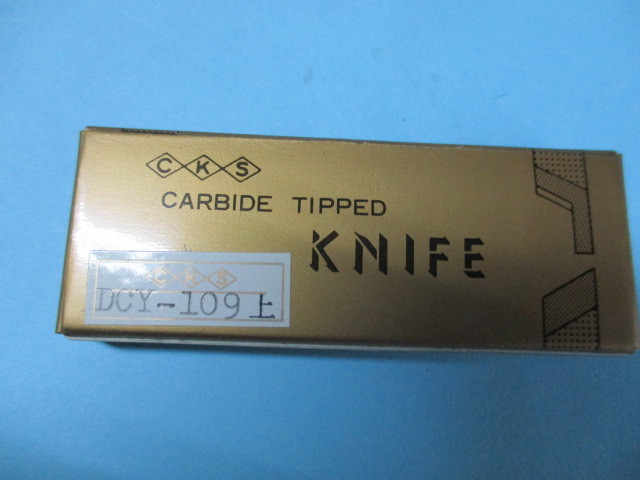 CKS
CARBIDE TIPPED
KNIFE
CKS
DCY-109上